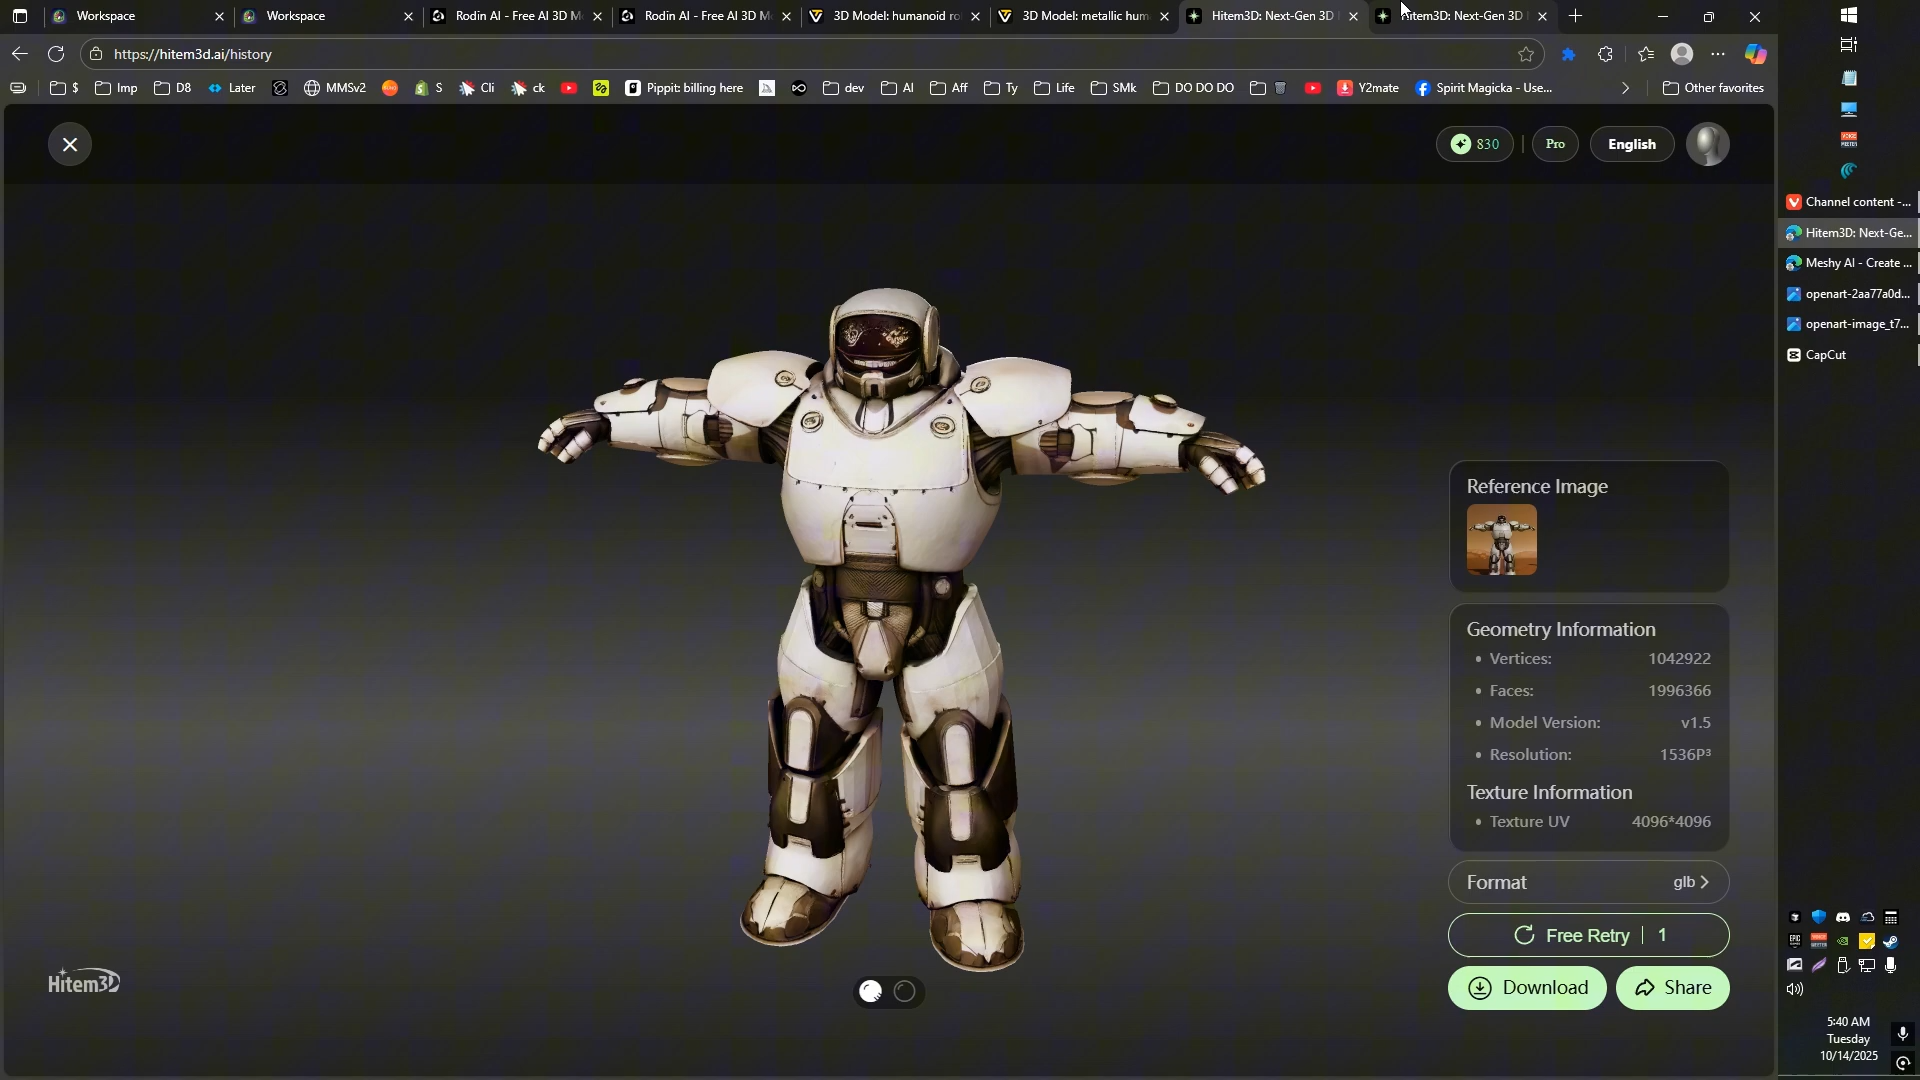 Workspace
Workspace
Rodin AI - Free AI 3D M
Rodin AI - Free AI 3D M
3D Model: humanoid ro
3D Model: metallic hum
Hitem3D: Next-Gen 3D
Hitem3D: Next-Gen 3D
https://hitem3d.ai/history
$
Imp
D8
Later
MMSv2
S
Cli
ck
Pippit: billing here
dev
AI
Aff
Ty
Life
SMk
DO DO DO
Y2mate
Spirit Magicka - Use...
Other favorites
830
Pro
English
Reference Image
Geometry Information
• Vertices: 1042922
• Faces: 1996366
• Model Version: v1.5
• Resolution: 1536P³
Texture Information
• Texture UV 4096*4096
Format glb
Free Retry | 1
Download
Share
Hitem3D
Channel content -...
Hitem3D: Next-Ge...
Meshy AI - Create ...
openart-2aa77a0d...
openart-image_t7...
CapCut
5:40 AM
Tuesday
10/14/2025